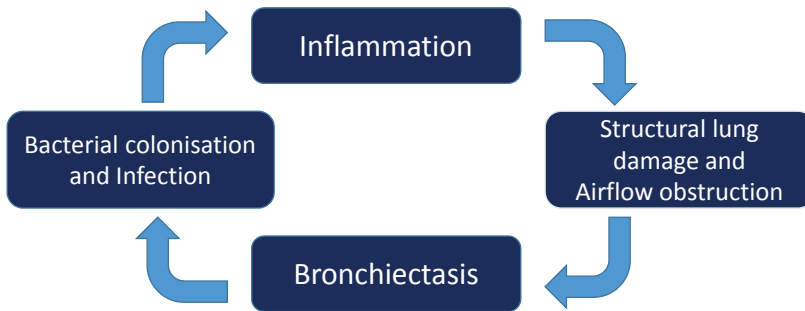 Inflammation
Bacterial colonisation
and Infection
Structural lung
damage and
Airflow obstruction
Bronchiectasis